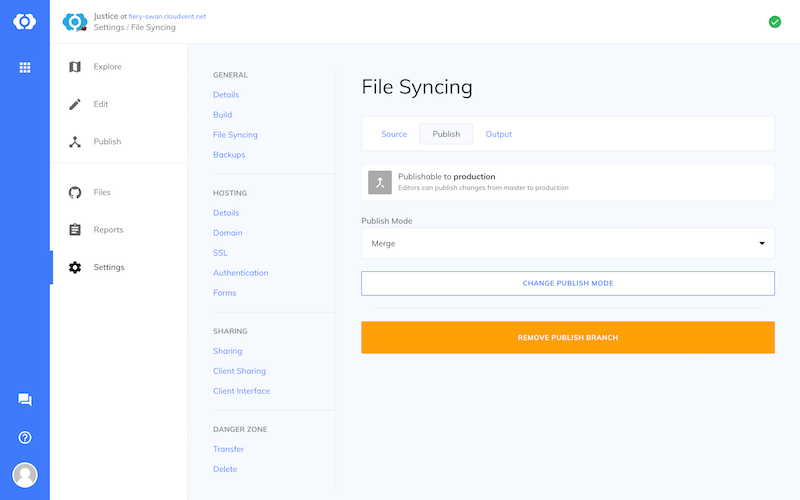 Justice at fiery-swan.cloudvent.net
Settings / File Syncing
Explore
Edit
Publish
Files
Reports
Settings
GENERAL
Details
Build
File Syncing
Backups
HOSTING
Details
Domain
SSL
Authentication
Forms
SHARING
Sharing
Client Sharing
Client Interface
DANGER ZONE
Transfer
Delete
File Syncing
Source Publish Output
Publishable to production
Editors can publish changes from master to production
Publish Mode
Merge
CHANGE PUBLISH MODE
REMOVE PUBLISH BRANCH